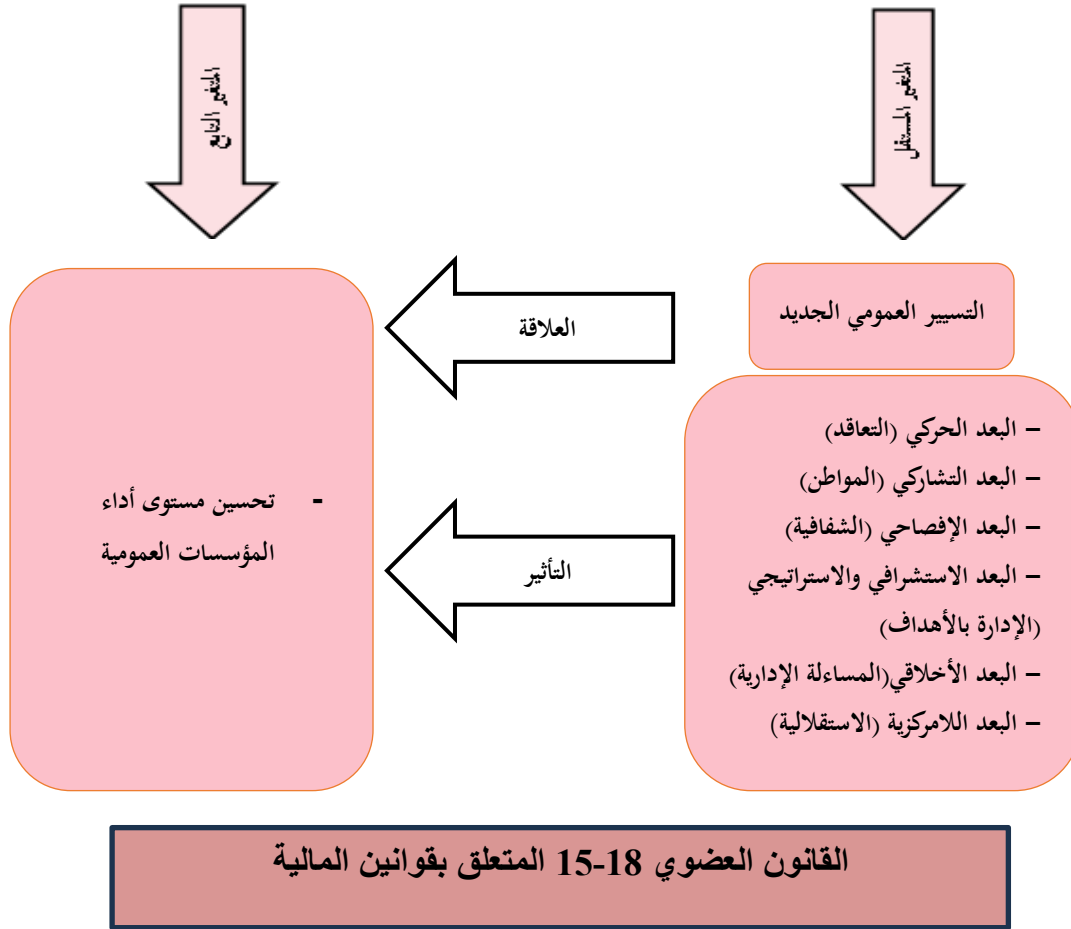 المتغير المستقل
المتغير التابع
التسيير العمومي الجديد
العلاقة
– البعد الحركي (التعاقد)
– البعد التشاركي (المواطن)
– البعد الإفصاحي (الشفافية)
– البعد الاستشرافي والاستراتيجي
(الإدارة بالأهداف)
– البعد الأخلاقي(المساءلة الإدارية)
– البعد اللامركزية (الاستقلالية)
التأثير
- تحسين مستوى أداء
المؤسسات العمومية
القانون العضوي 18-15 المتعلق بقوانين المالية